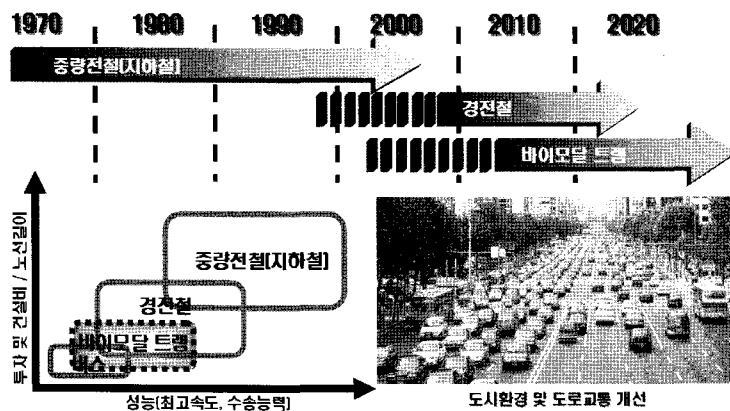 1970 1980 1990 2000 2010 2020
중량전철[지하철]
경전철
바이모달 트램
투자 및 건설비 / 노선길이
중량전철[지하철]
경전철
바이모달 트램
버스
성능[최고속도, 수송능력]
도시환경 및 도로교통 개선